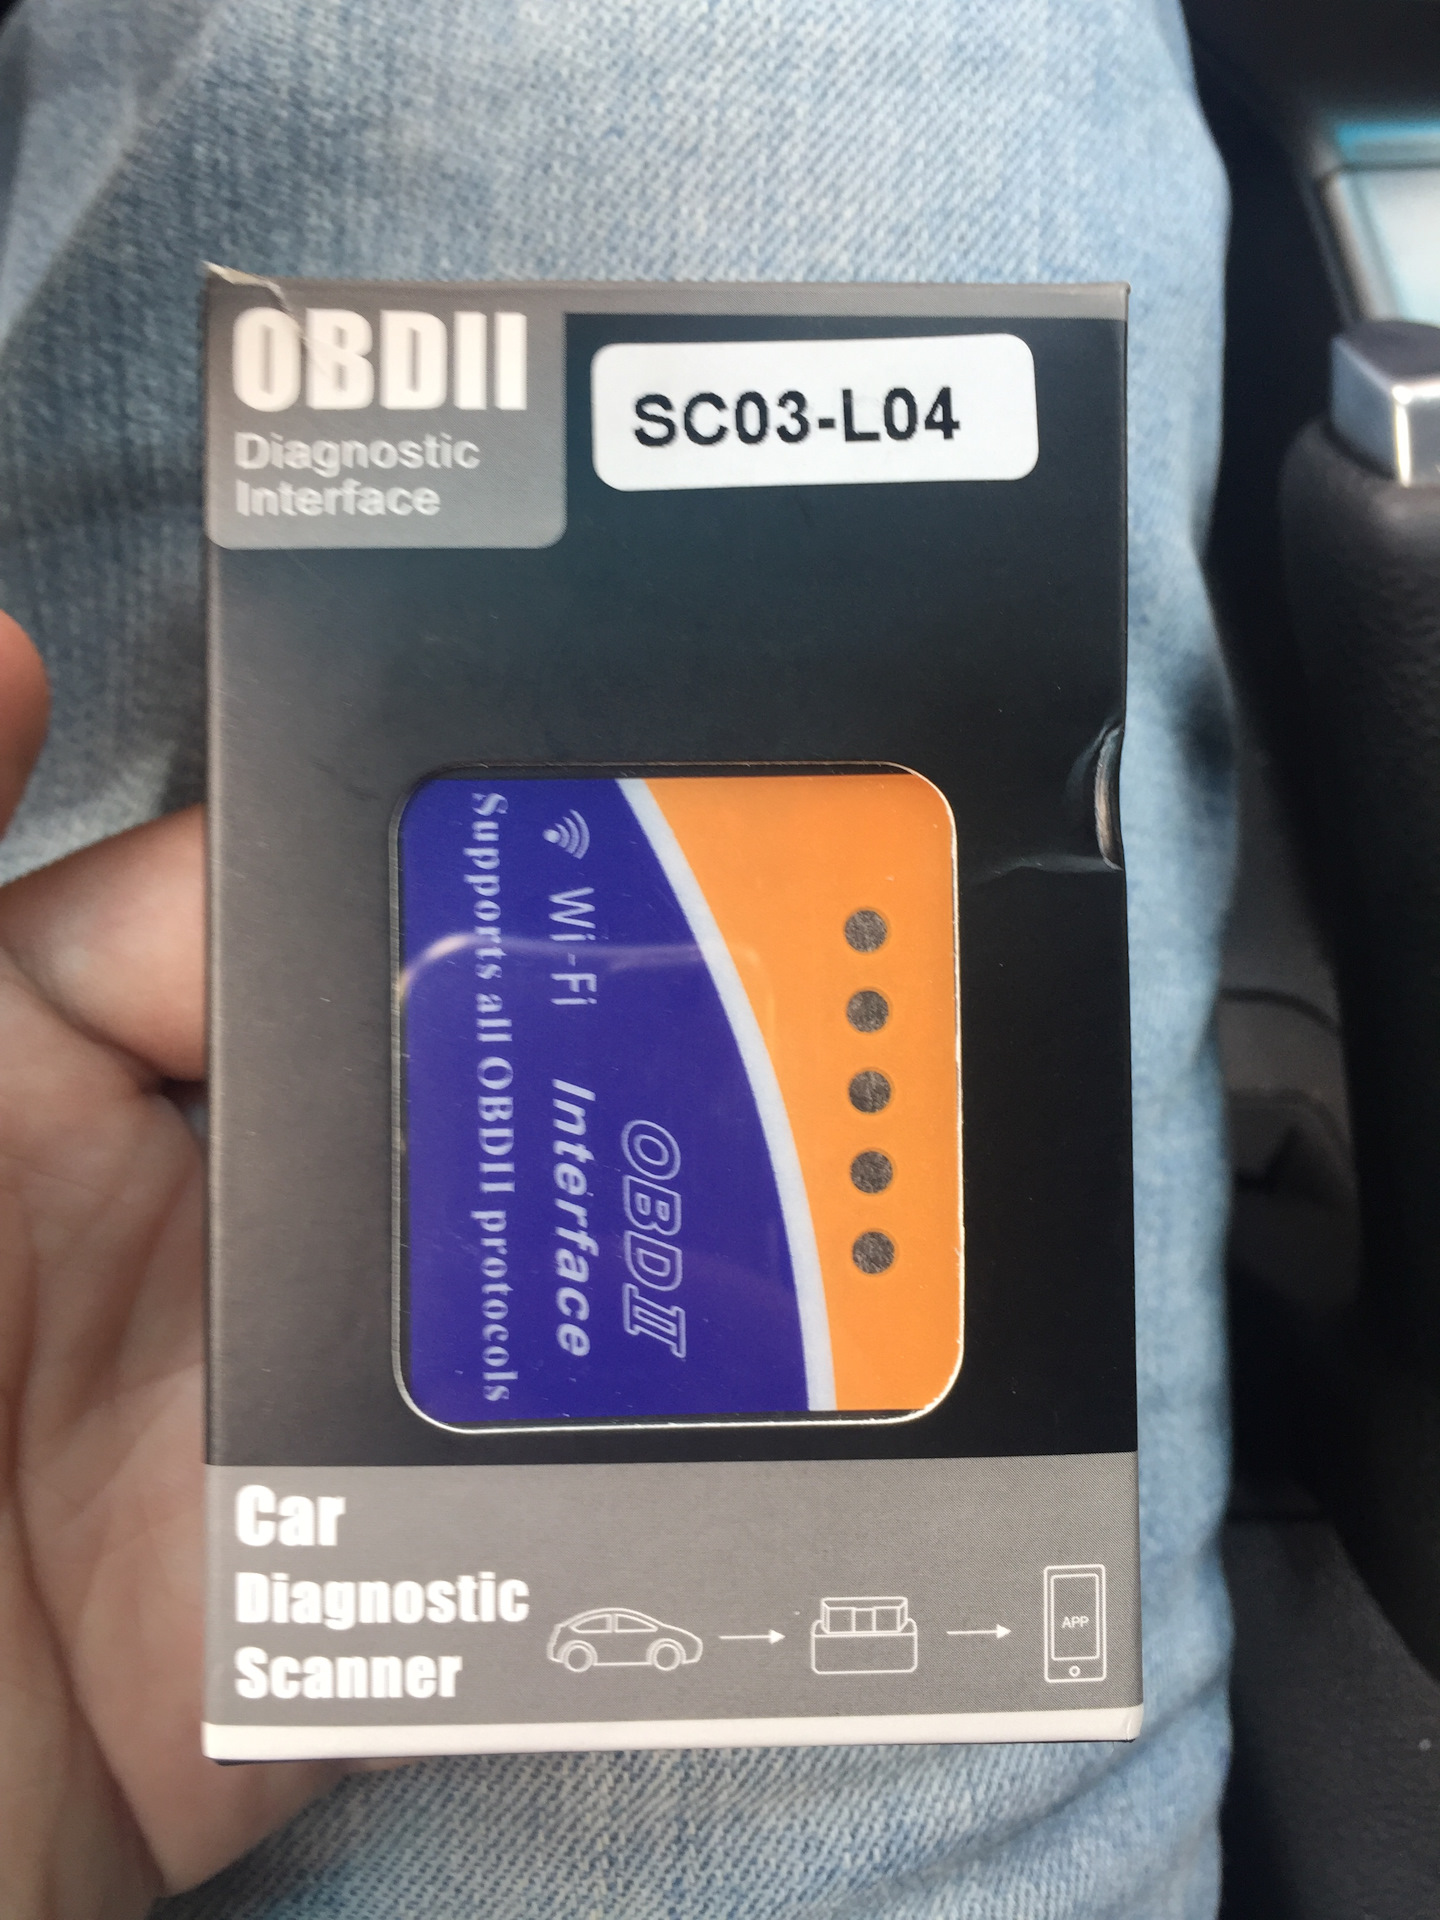 OBDII
Diagnostic
Interface
SC03-L04
OBDII
Wi-Fi Interface
Supports all OBDII protocols
Car
Diagnostic
Scanner
APP